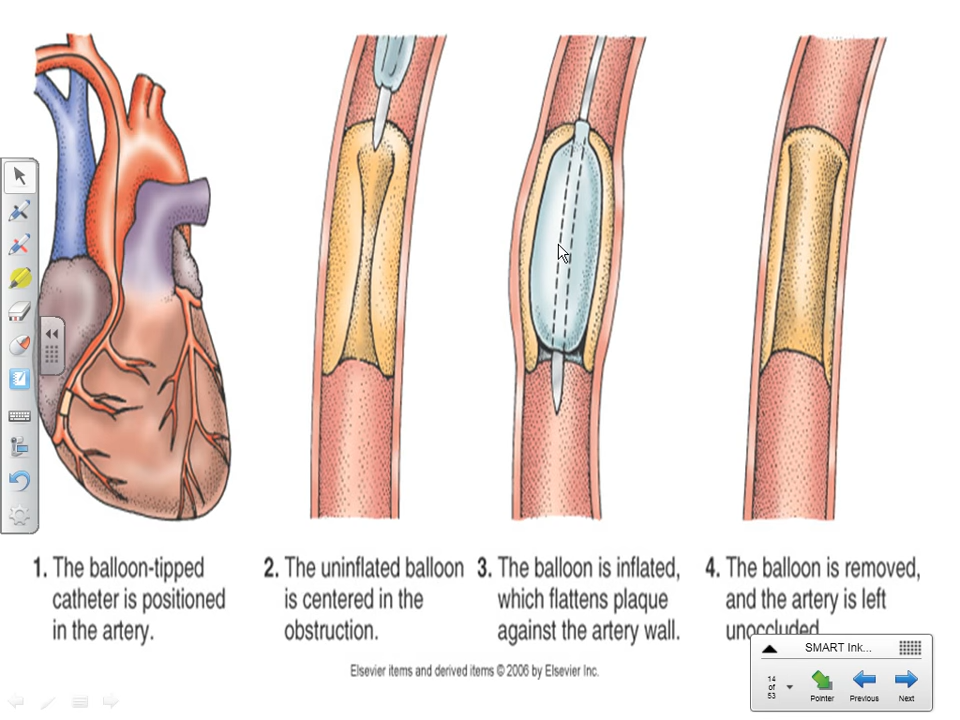 1. The balloon-tipped
catheter is positioned
in the artery.
2. The uninflated balloon
is centered in the
obstruction.
3. The balloon is inflated,
which flattens plaque
against the artery wall.
4. The balloon is removed,
and the artery is left
unoccluded
Elsevier items and derived items © 2006 by Elsevier Inc.
SMART Ink...
14
of
53
Pointer
Previous
Next